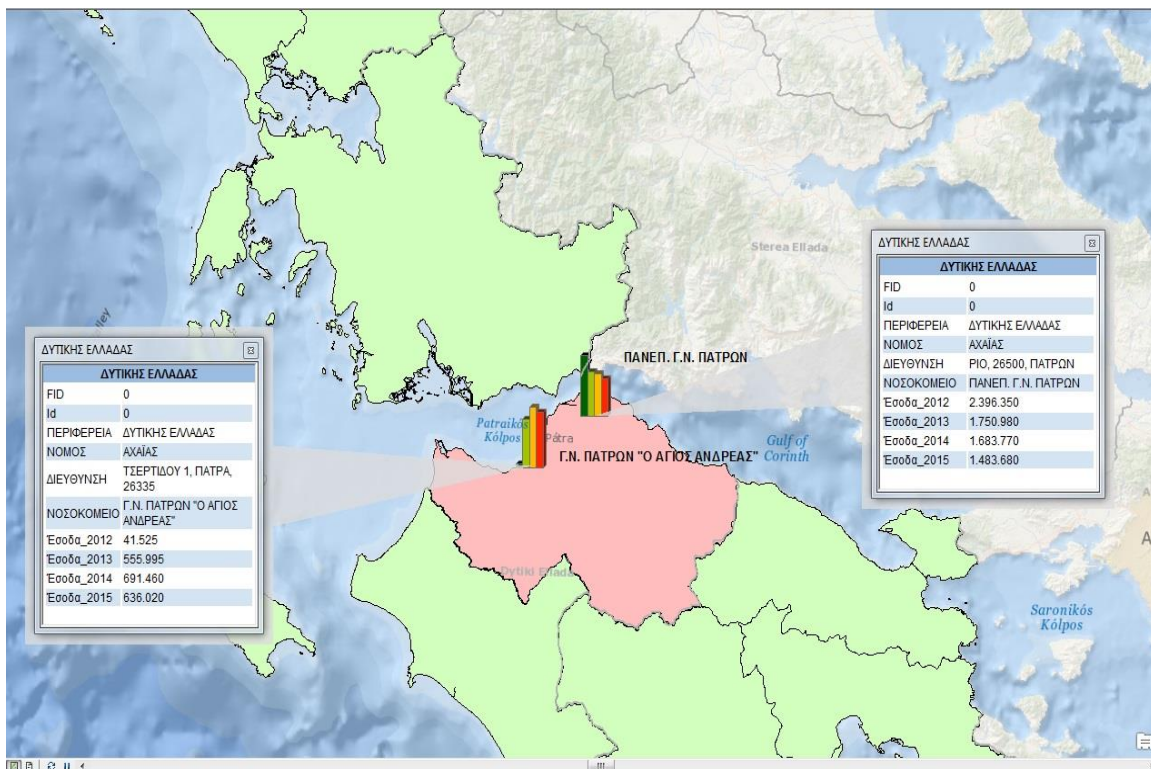 Sterea Ellada
ΔΥΤΙΚΗΣ ΕΛΛΑΔΑΣ
ΔΥΤΙΚΗΣ ΕΛΛΑΔΑΣ
FID 0
Id 0
ΠΕΡΙΦΕΡΕΙΑ ΔΥΤΙΚΗΣ ΕΛΛΑΔΑΣ
ΝΟΜΟΣ ΑΧΑΪΑΣ
ΔΙΕΥΘΥΝΣΗ ΡΙΟ, 26500, ΠΑΤΡΩΝ
ΝΟΣΟΚΟΜΕΙΟ ΠΑΝΕΠ. Γ.Ν. ΠΑΤΡΩΝ
Έσοδα_2012 2.396.350
Έσοδα_2013 1.750.980
Έσοδα_2014 1.683.770
Έσοδα_2015 1.483.680
lley
ΔΥΤΙΚΗΣ ΕΛΛΑΔΑΣ
ΔΥΤΙΚΗΣ ΕΛΛΑΔΑΣ
FID 0
Id 0
ΠΕΡΙΦΕΡΕΙΑ ΔΥΤΙΚΗΣ ΕΛΛΑΔΑΣ
ΝΟΜΟΣ ΑΧΑΪΑΣ
ΔΙΕΥΘΥΝΣΗ ΤΣΕΡΤΙΔΟΥ 1, ΠΑΤΡΑ,
26335
ΝΟΣΟΚΟΜΕΙΟ Γ.Ν. ΠΑΤΡΩΝ "Ο ΑΓΙΟΣ
ΑΝΔΡΕΑΣ"
Έσοδα_2012 41.525
Έσοδα_2013 555.995
Έσοδα_2014 691.460
Έσοδα_2015 636.020
ΠΑΝΕΠ. Γ.Ν. ΠΑΤΡΩΝ
Patraikós
Kólpos
Pátra
Γ.Ν. ΠΑΤΡΩΝ "Ο ΑΓΙΟΣ ΑΝΔΡΕΑΣ"
Gulf of
Corinth
Dytiki Ellada
Saronikós
Kólpos
A